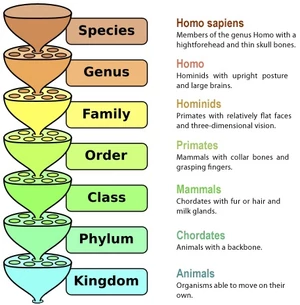 Species
Homo sapiens
Members of the genus Homo with a
hightforehead and thin skull bones.
Genus
Homo
Hominids with upright posture
and large brains.
Family
Hominids
Primates with relatively flat faces
and three-dimensional vision.
Order
Primates
Mammals with collar bones and
grasping fingers.
Class
Mammals
Chordates with fur or hair and
milk glands.
Phylum
Chordates
Animals with a backbone.
Kingdom
Animals
Organisms able to move on their
own.